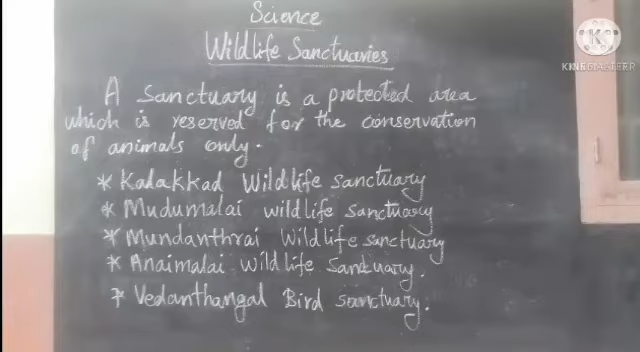 Science
Wildlife Sanctuaries
A Sanctuary is a protected area
which is reserved for the conservation
of animals only.
* Kalakkad Wildlife sanctuary
* Mudumalai wildlife sanctuary
* Mundanthrai Wildlife sanctuary
* Anaimalai Wildlife Sanctuary.
* Vedanthangal Bird sanctuary.
K
KINEMASTER